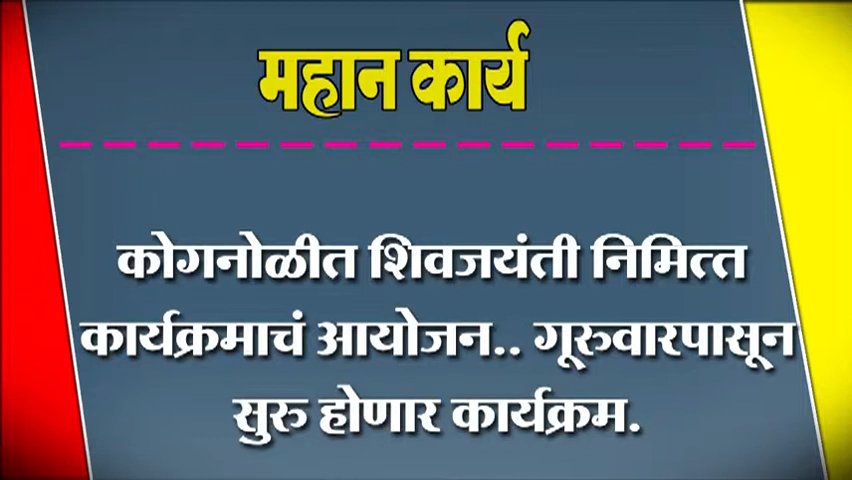 महान कार्य
कोगनोळीत शिवजयंती निमित्त
कार्यक्रमाचं आयोजन.. गूरुवारपासून
सुरु होणार कार्यक्रम.